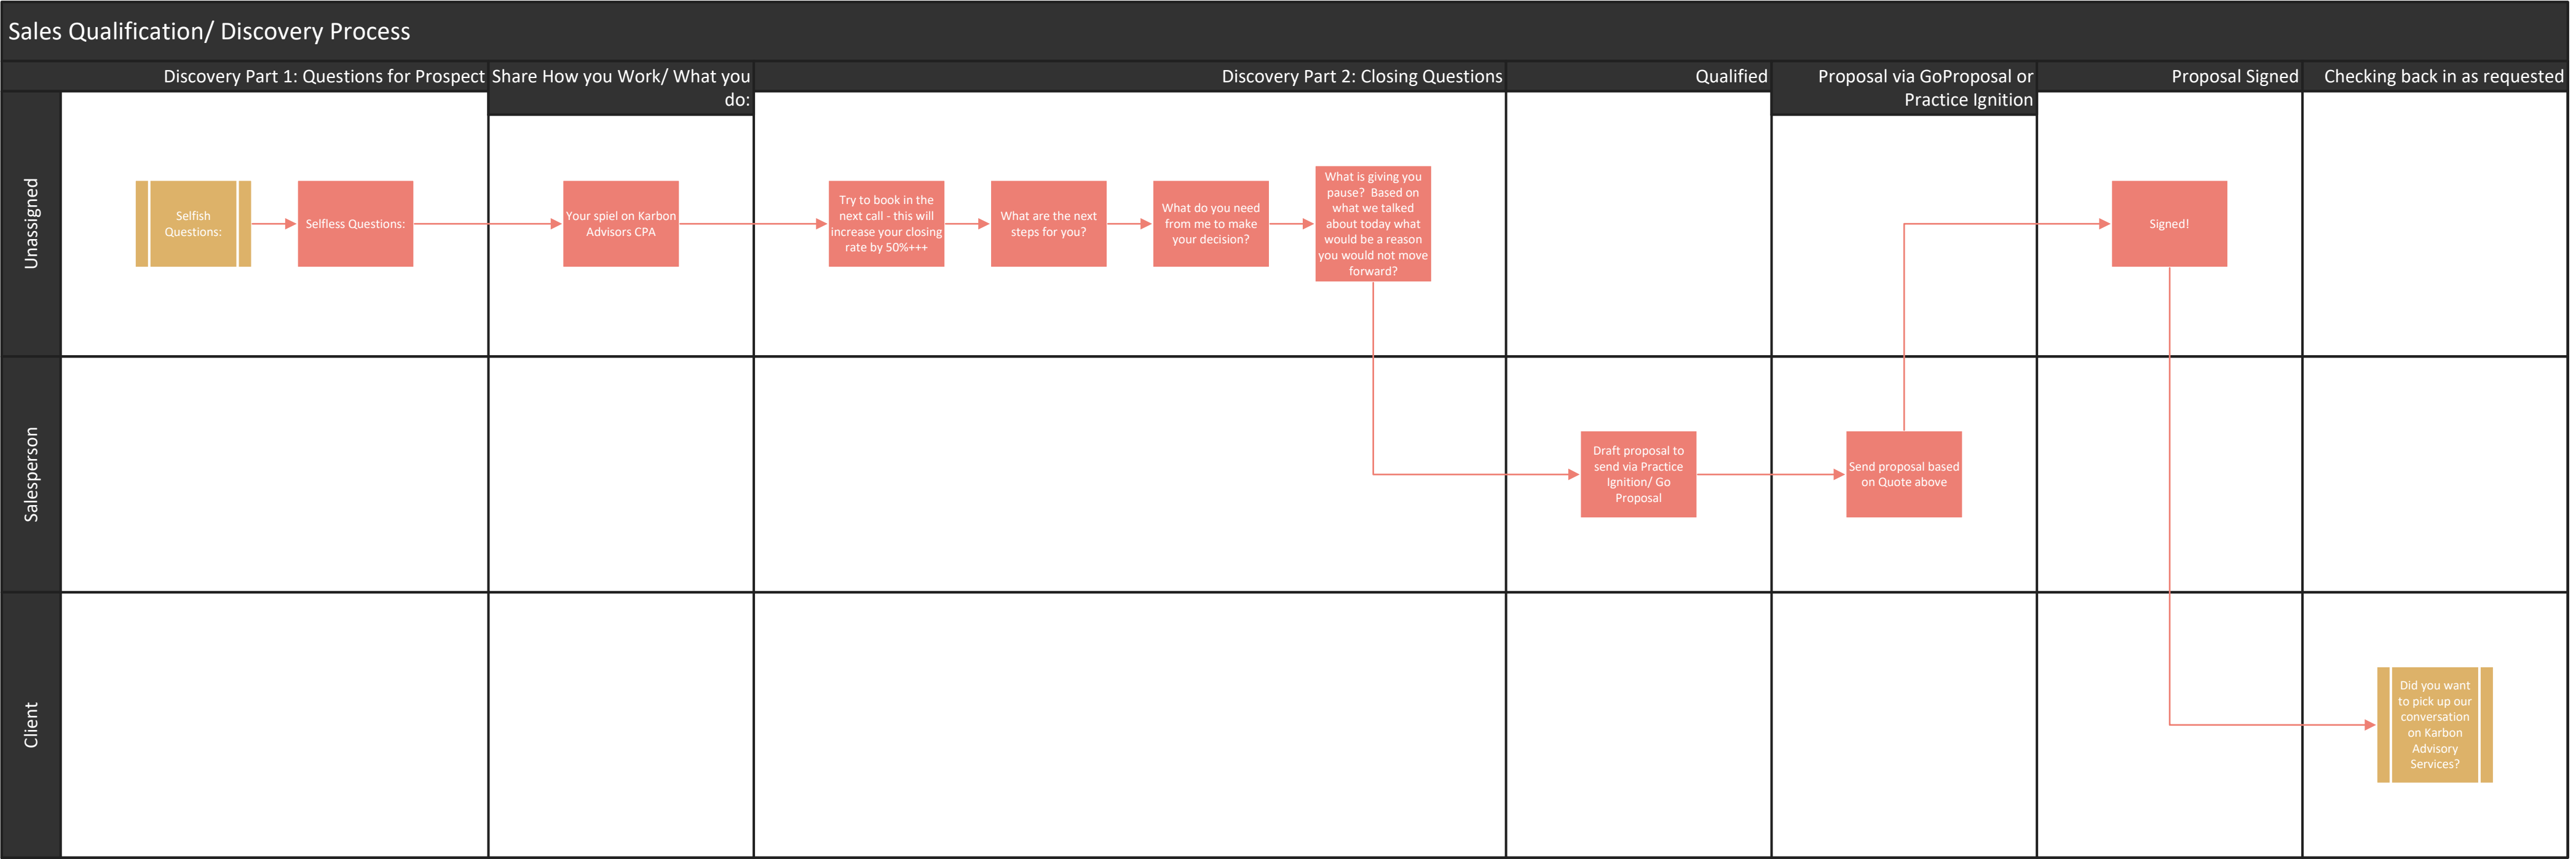 Sales Qualification/ Discovery Process
Discovery Part 1: Questions for Prospect
Share How you Work/ What you
do:
Discovery Part 2: Closing Questions
Qualified
Proposal via GoProposal or
Practice Ignition
Proposal Signed
Checking back in as requested
Unassigned
Selfish
Questions:
Selfless Questions:
Your spiel on Karbon
Advisors CPA
Try to book in the
next call - this will
increase your closing
rate by 50%+++
What are the next
steps for you?
What do you need
from me to make
your decision?
What is giving you
pause?  Based on
what we talked
about today what
would be a reason
you would not move
forward?
Signed!
Salesperson
Draft proposal to
send via Practice
Ignition/ Go
Proposal
Send proposal based
on Quote above
Client
Did you want
to pick up our
conversation
on Karbon
Advisory
Services?